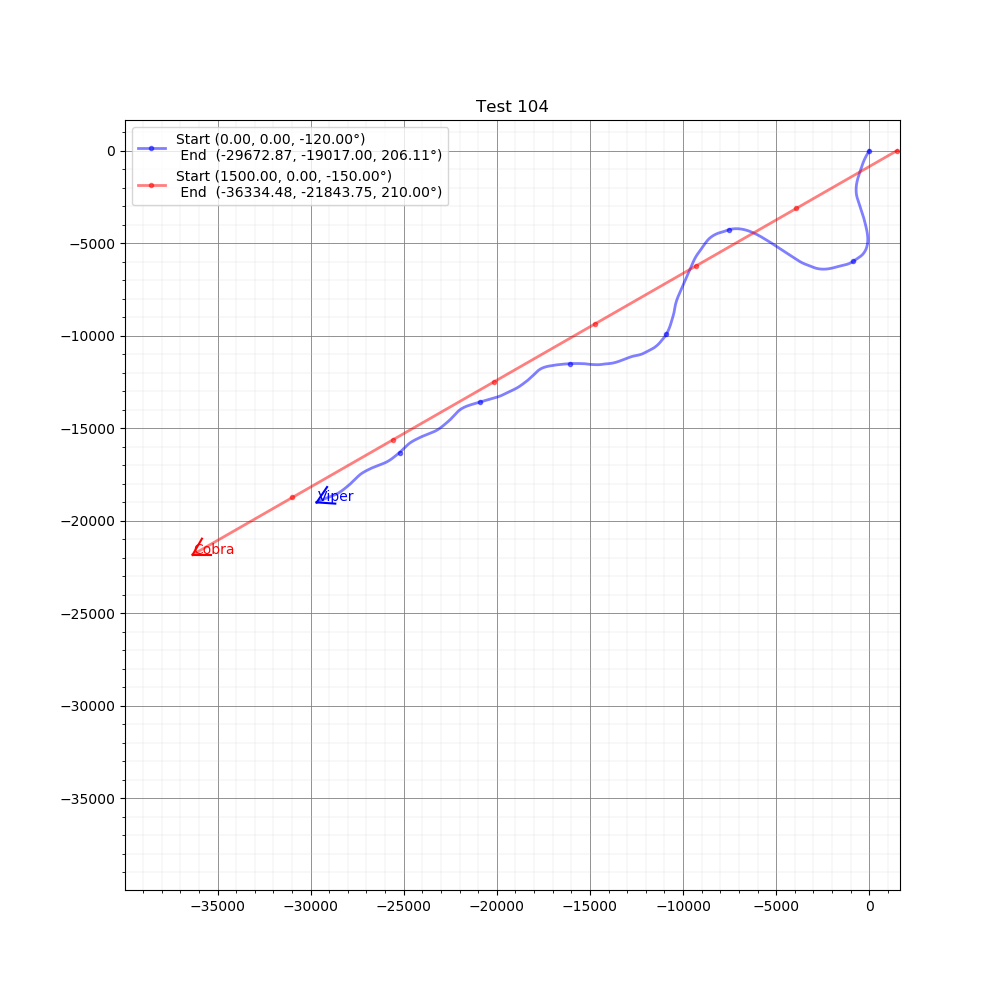 Test 104
Start (0.00, 0.00, -120.00°)
End (-29672.87, -19017.00, 206.11°)
Start (1500.00, 0.00, -150.00°)
End (-36334.48, -21843.75, 210.00°)
0
−5000
−10000
−15000
−20000
−25000
−30000
−35000
Viper
Cobra
−35000 −30000 −25000 −20000 −15000 −10000 −5000 0